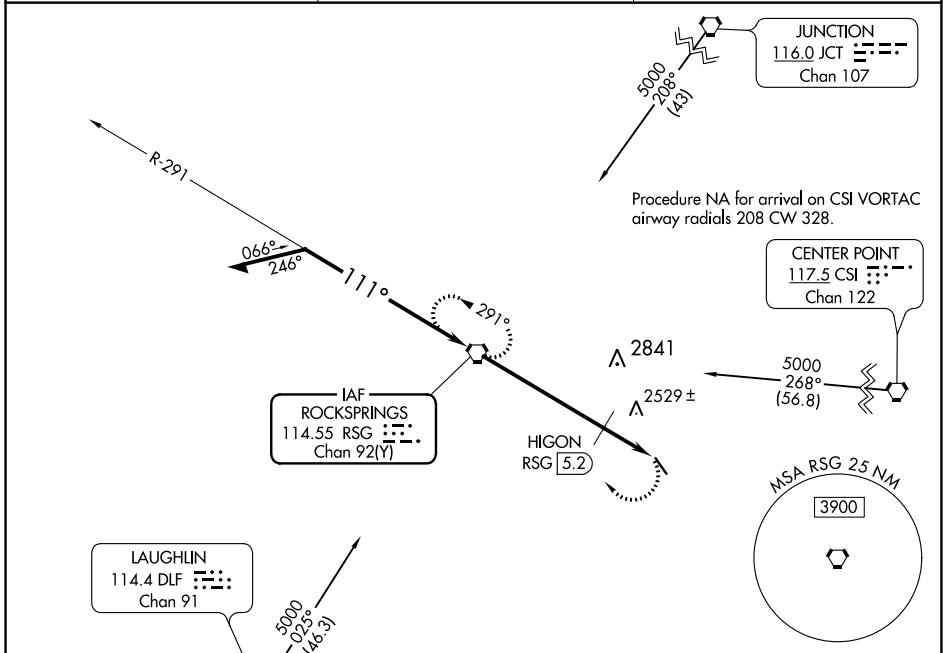 JUNCTION
116.0 JCT
Chan 107
5000
208°
(43)
R-291
Procedure NA for arrival on CSI VORTAC
airway radials 208 CW 328.
066°
246°
111°
CENTER POINT
117.5 CSI
Chan 122
291°
2841
5000
268°
(56.8)
2529 ±
IAF
ROCKSPRINGS
114.55 RSG
Chan 92(Y)
HIGON
RSG 5.2
MSA RSG 25 NM
3900
LAUGHLIN
114.4 DLF
Chan 91
5000
025°
(46.3)